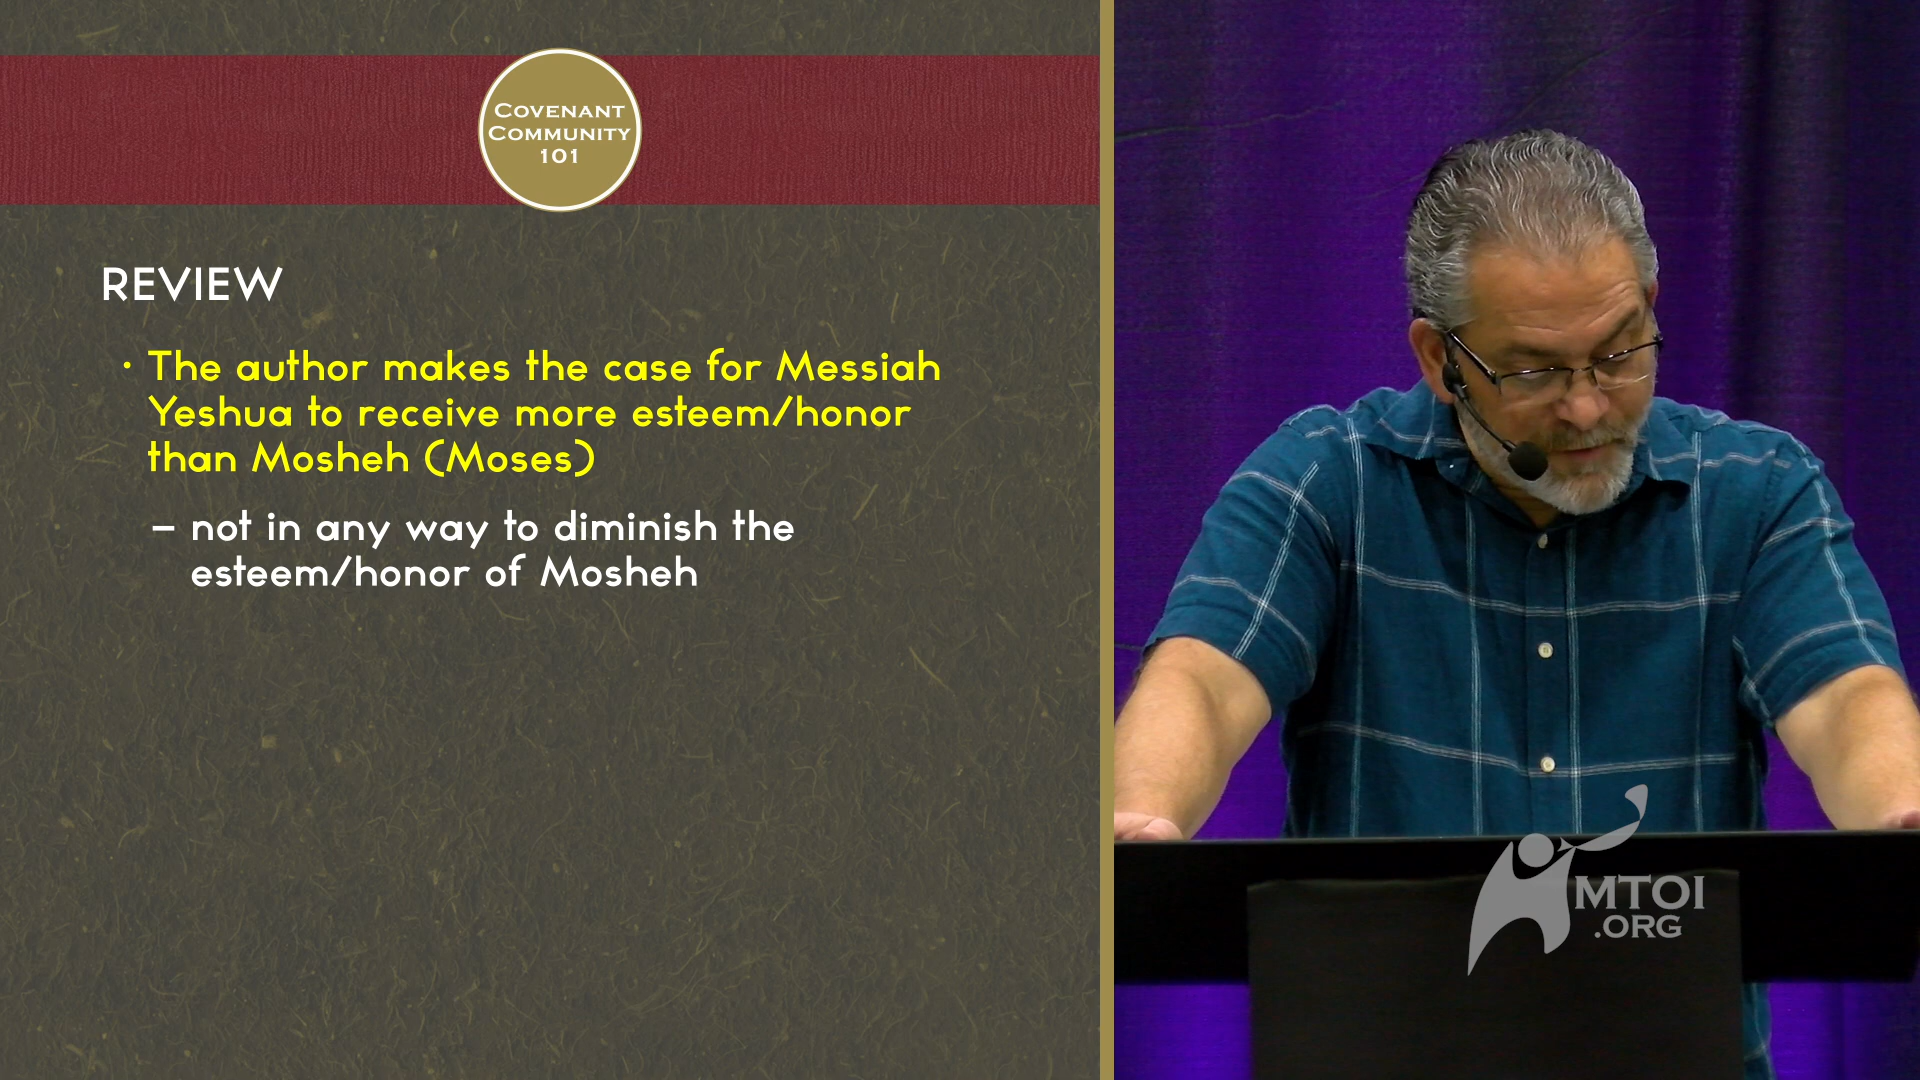 COVENANT
COMMUNITY
101
REVIEW
• The author makes the case for Messiah
Yeshua to receive more esteem/honor
than Mosheh (Moses)
– not in any way to diminish the
esteem/honor of Mosheh
MTOI
.ORG